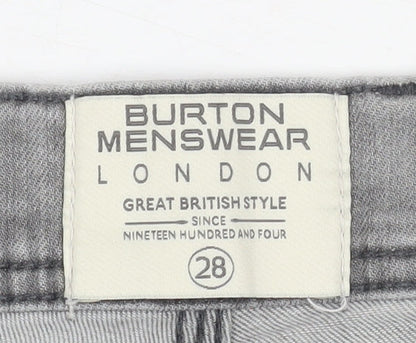 BURTON
MENSWEAR
LONDON
GREAT BRITISH STYLE
SINCE
NINETEEN HUNDRED AND FOUR
28